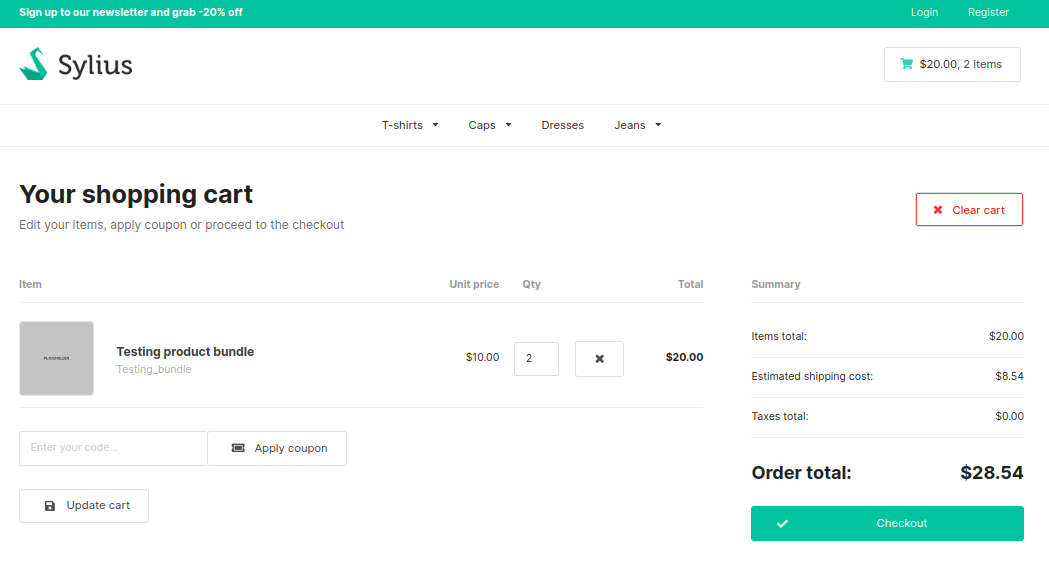 Sign up to our newsletter and grab -20% off
Login Register
Sylius
$20.00, 2 items
T-shirts Caps Dresses Jeans
Your shopping cart
Edit your items, apply coupon or proceed to the checkout
Clear cart
Item Unit price Qty Total
PLACEHOLDER
Testing product bundle
Testing_bundle
$10.00 2 $20.00
Enter your code...
Apply coupon
Update cart
Summary
Items total: $20.00
Estimated shipping cost: $8.54
Taxes total: $0.00
Order total: $28.54
Checkout